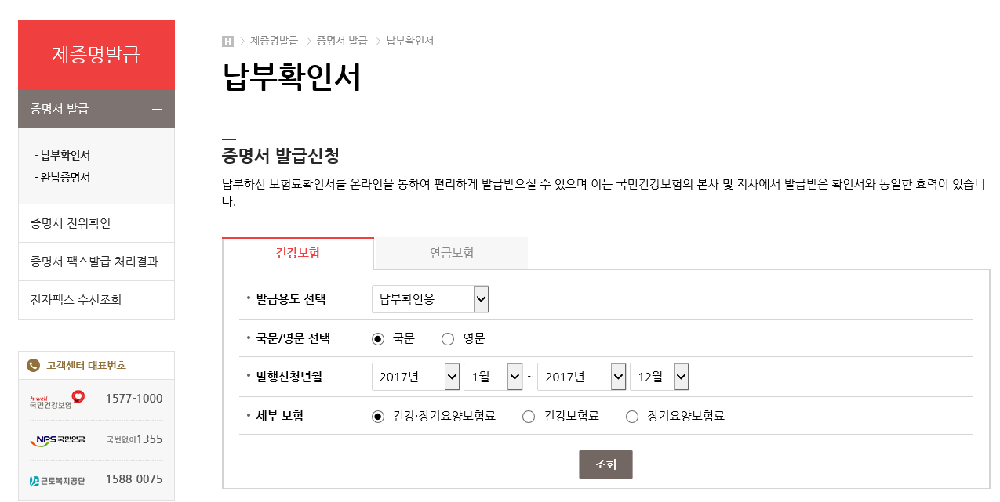 제증명발급
증명서 발급
- 납부확인서
- 완납증명서
증명서 진위확인
증명서 팩스발급 처리결과
전자팩스 수신조회
고객센터 대표번호
h-well 국민건강보험 1577-1000
NPS 국민연금 국번없이1355
근로복지공단 1588-0075
H > 제증명발급 > 증명서 발급 > 납부확인서
납부확인서
증명서 발급신청
납부하신 보험료확인서를 온라인을 통하여 편리하게 발급받으실 수 있으며 이는 국민건강보험의 본사 및 지사에서 발급받은 확인서와 동일한 효력이 있습니
다.
건강보험 연금보험
발급용도 선택 납부확인용
국문/영문 선택 국문 영문
발행신청년월 2017년 1월 ~ 2017년 12월
세부 보험 건강·장기요양보험료 건강보험료 장기요양보험료
조회